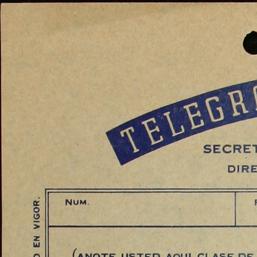 TELEGR
SECRET
DIRE
NUM.
(ANOTE USTED AQUI CLASE DE
EN VIGOR.